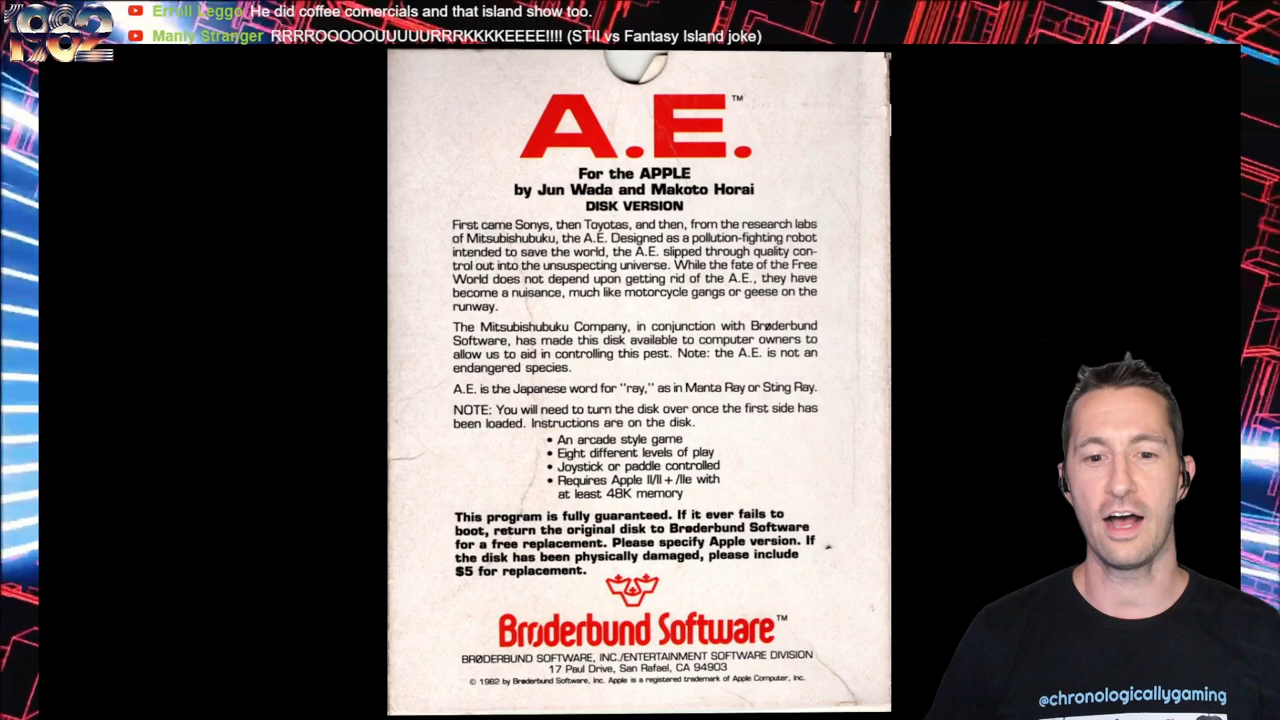 Erroll Leggo He did coffee comercials and that island show too.
Manly Stranger RRRROOOOOUUUUURRRKKKKEEEE!!!! (STII vs Fantasy Island joke)
1982
A.E.™
For the APPLE
by Jun Wada and Makoto Horai
DISK VERSION
First came Sonys, then Toyotas, and then, from the research labs
of Mitsubishubuku, the A.E. Designed as a pollution-fighting robot
intended to save the world, the A.E. slipped through quality con-
trol out into the unsuspecting universe. While the fate of the Free
World does not depend upon getting rid of the A.E., they have
become a nuisance, much like motorcycle gangs or geese on the
runway.
The Mitsubishubuku Company, in conjunction with Brøderbund
Software, has made this disk available to computer owners to
allow us to aid in controlling this pest. Note: the A.E. is not an
endangered species.
A.E. is the Japanese word for "ray," as in Manta Ray or Sting Ray.
NOTE: You will need to turn the disk over once the first side has
been loaded. Instructions are on the disk.
• An arcade style game
• Eight different levels of play
• Joystick or paddle controlled
• Requires Apple II/II+/IIe with
at least 48K memory
This program is fully guaranteed. If it ever fails to
boot, return the original disk to Brøderbund Software
for a free replacement. Please specify Apple version. If
the disk has been physically damaged, please include
$5 for replacement.
Brøderbund Software™
BRØDERBUND SOFTWARE, INC./ENTERTAINMENT SOFTWARE DIVISION
17 Paul Drive, San Rafael, CA 94903
© 1982 by Brøderbund Software, Inc. Apple is a registered trademark of Apple Computer, Inc.
@chronologicallygaming